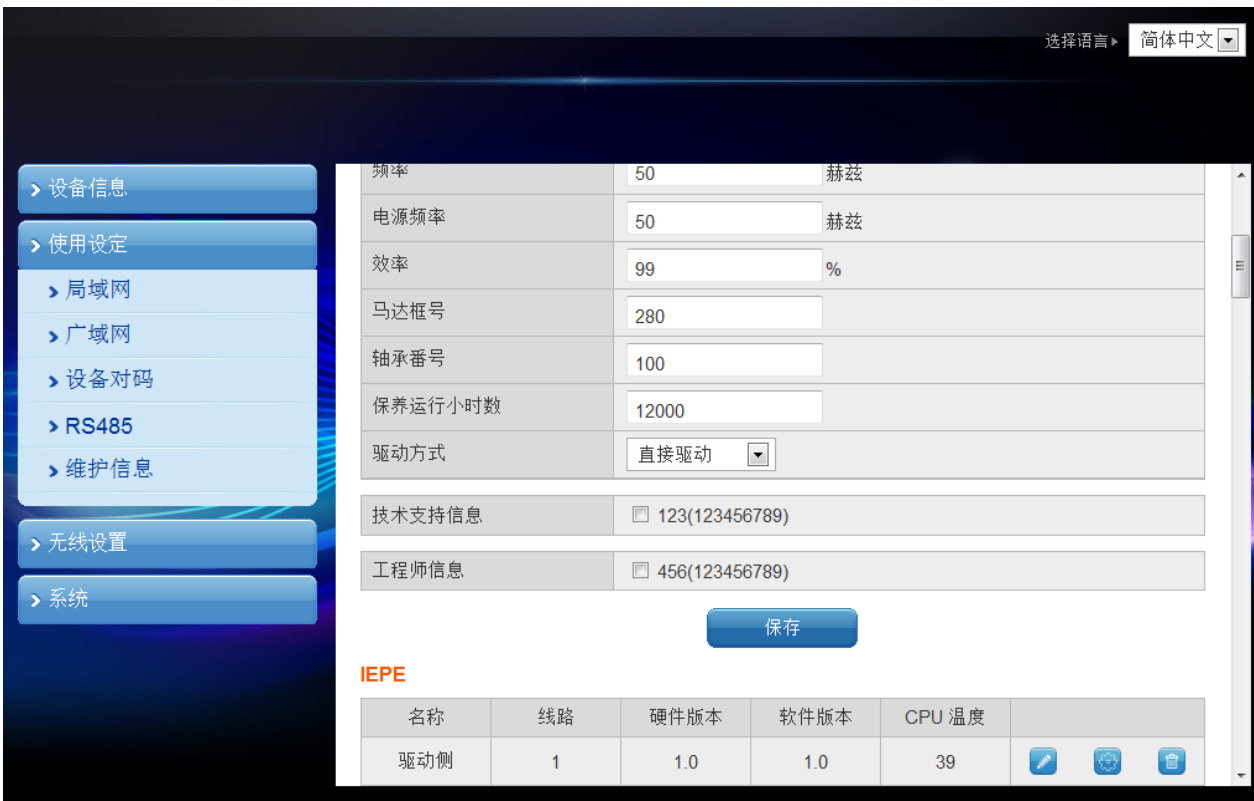 选择语言 简体中文
设备信息
使用设定
局域网
广域网
设备对码
RS485
维护信息
无线设置
系统
频率 50 赫兹
电源频率 50 赫兹
效率 99 %
马达框号 280
轴承番号 100
保养运行小时数 12000
驱动方式 直接驱动
技术支持信息 123(123456789)
工程师信息 456(123456789)
保存
IEPE
名称 线路 硬件版本 软件版本 CPU 温度
驱动侧 1 1.0 1.0 39